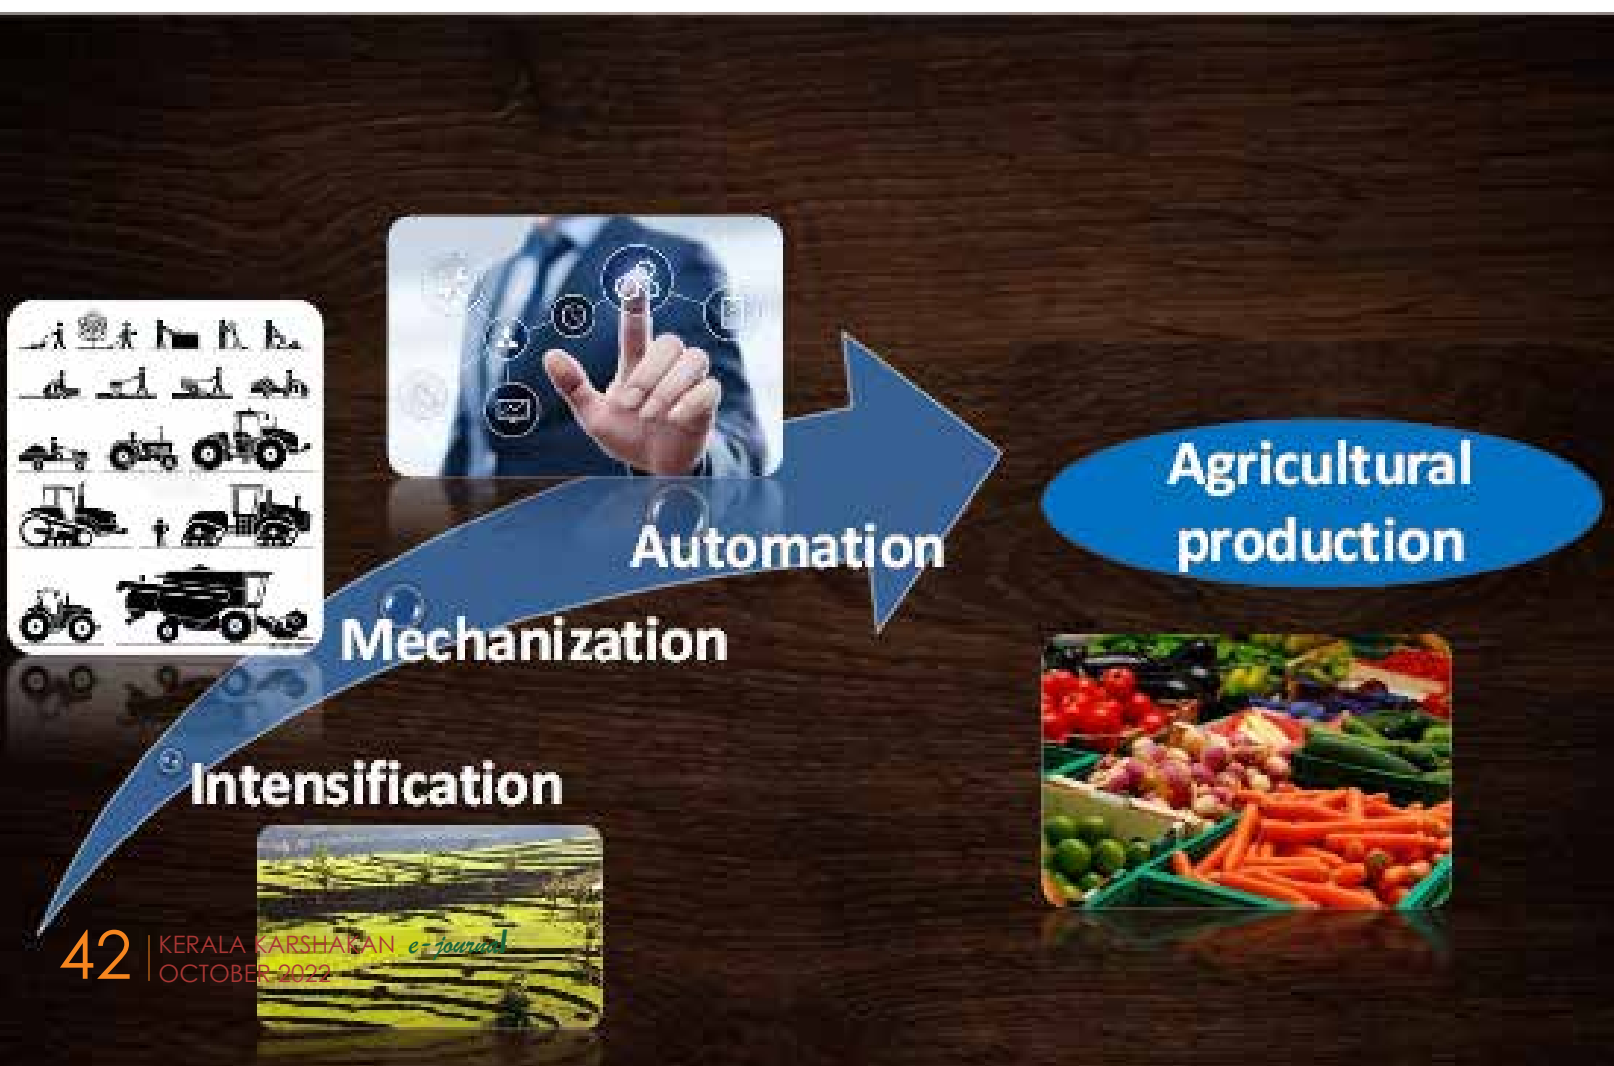 Agricultural
production
Automation
Mechanization
Intensification
42
KERALA KARSHAKAN e-journal
OCTOBER 2022